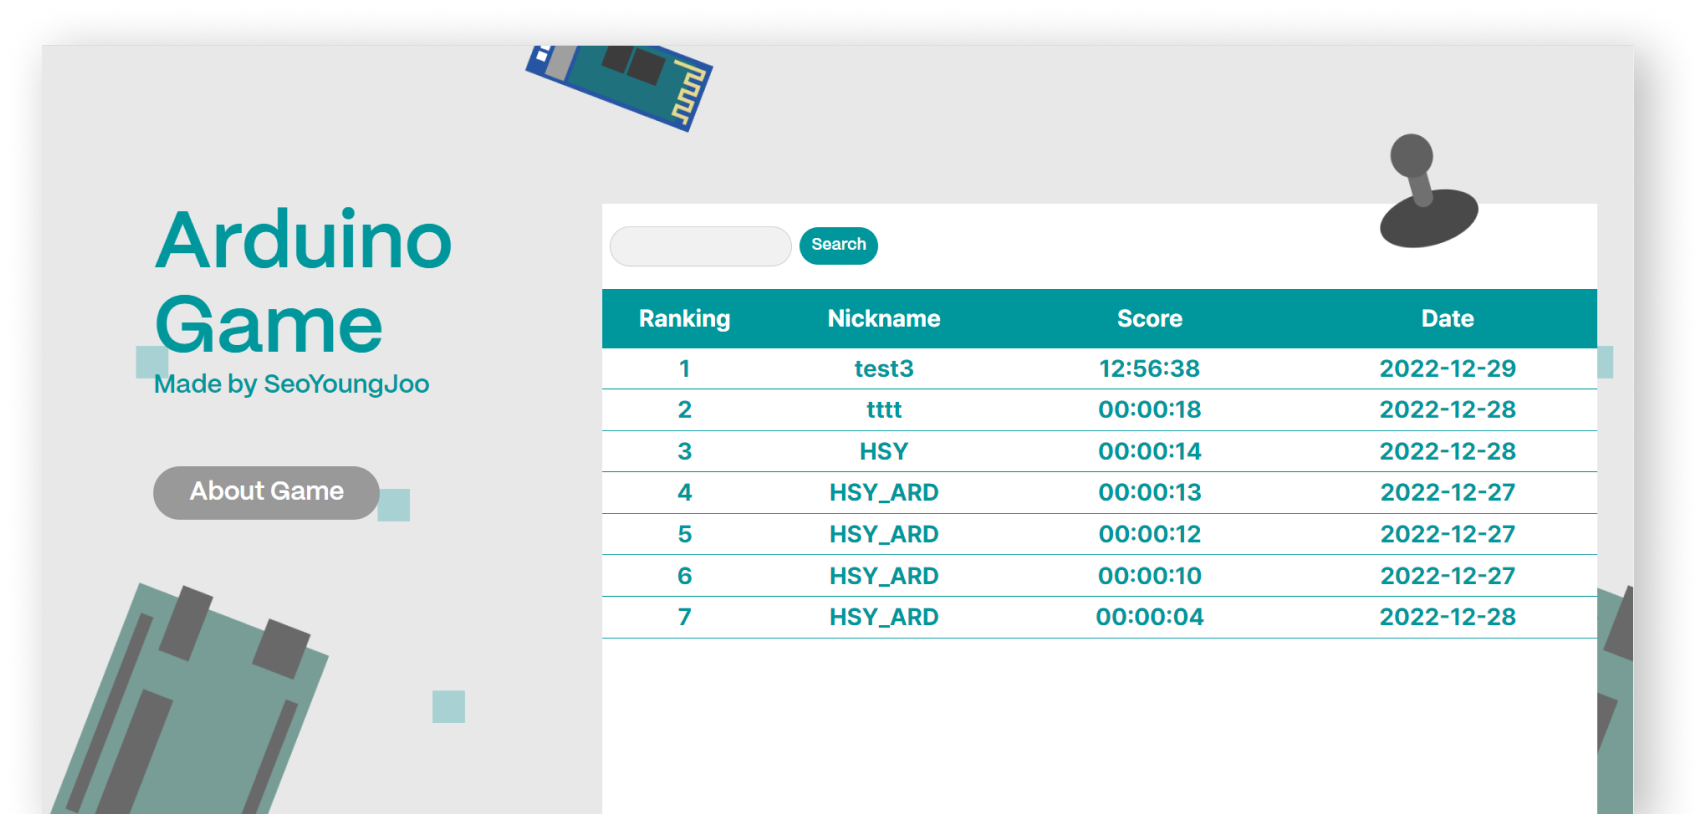 Arduino
Game
Made by SeoYoungJoo
About Game
Search
Ranking Nickname Score Date
1 test3 12:56:38 2022-12-29
2 tttt 00:00:18 2022-12-28
3 HSY 00:00:14 2022-12-28
4 HSY_ARD 00:00:13 2022-12-27
5 HSY_ARD 00:00:12 2022-12-27
6 HSY_ARD 00:00:10 2022-12-27
7 HSY_ARD 00:00:04 2022-12-28